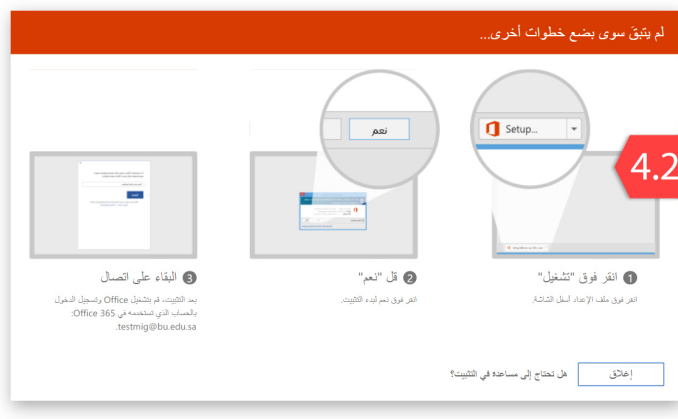 لم يتبقَ سوى بضع خطوات أخرى...
Setup...
نعم
4.2
1 انقر فوق "تشغيل"
انقر فوق ملف الإعداد أسفل الشاشة.
2 قل "نعم"
انقر فوق نعم لبدء التثبيت.
3 البقاء على اتصال
بعد التثبيت، قم بتشغيل Office وتسجيل الدخول
بالحساب الذي تستخدمه في Office 365:
testmig@bu.edu.sa.
هل تحتاج إلى مساعدة في التثبيت؟
إغلاق